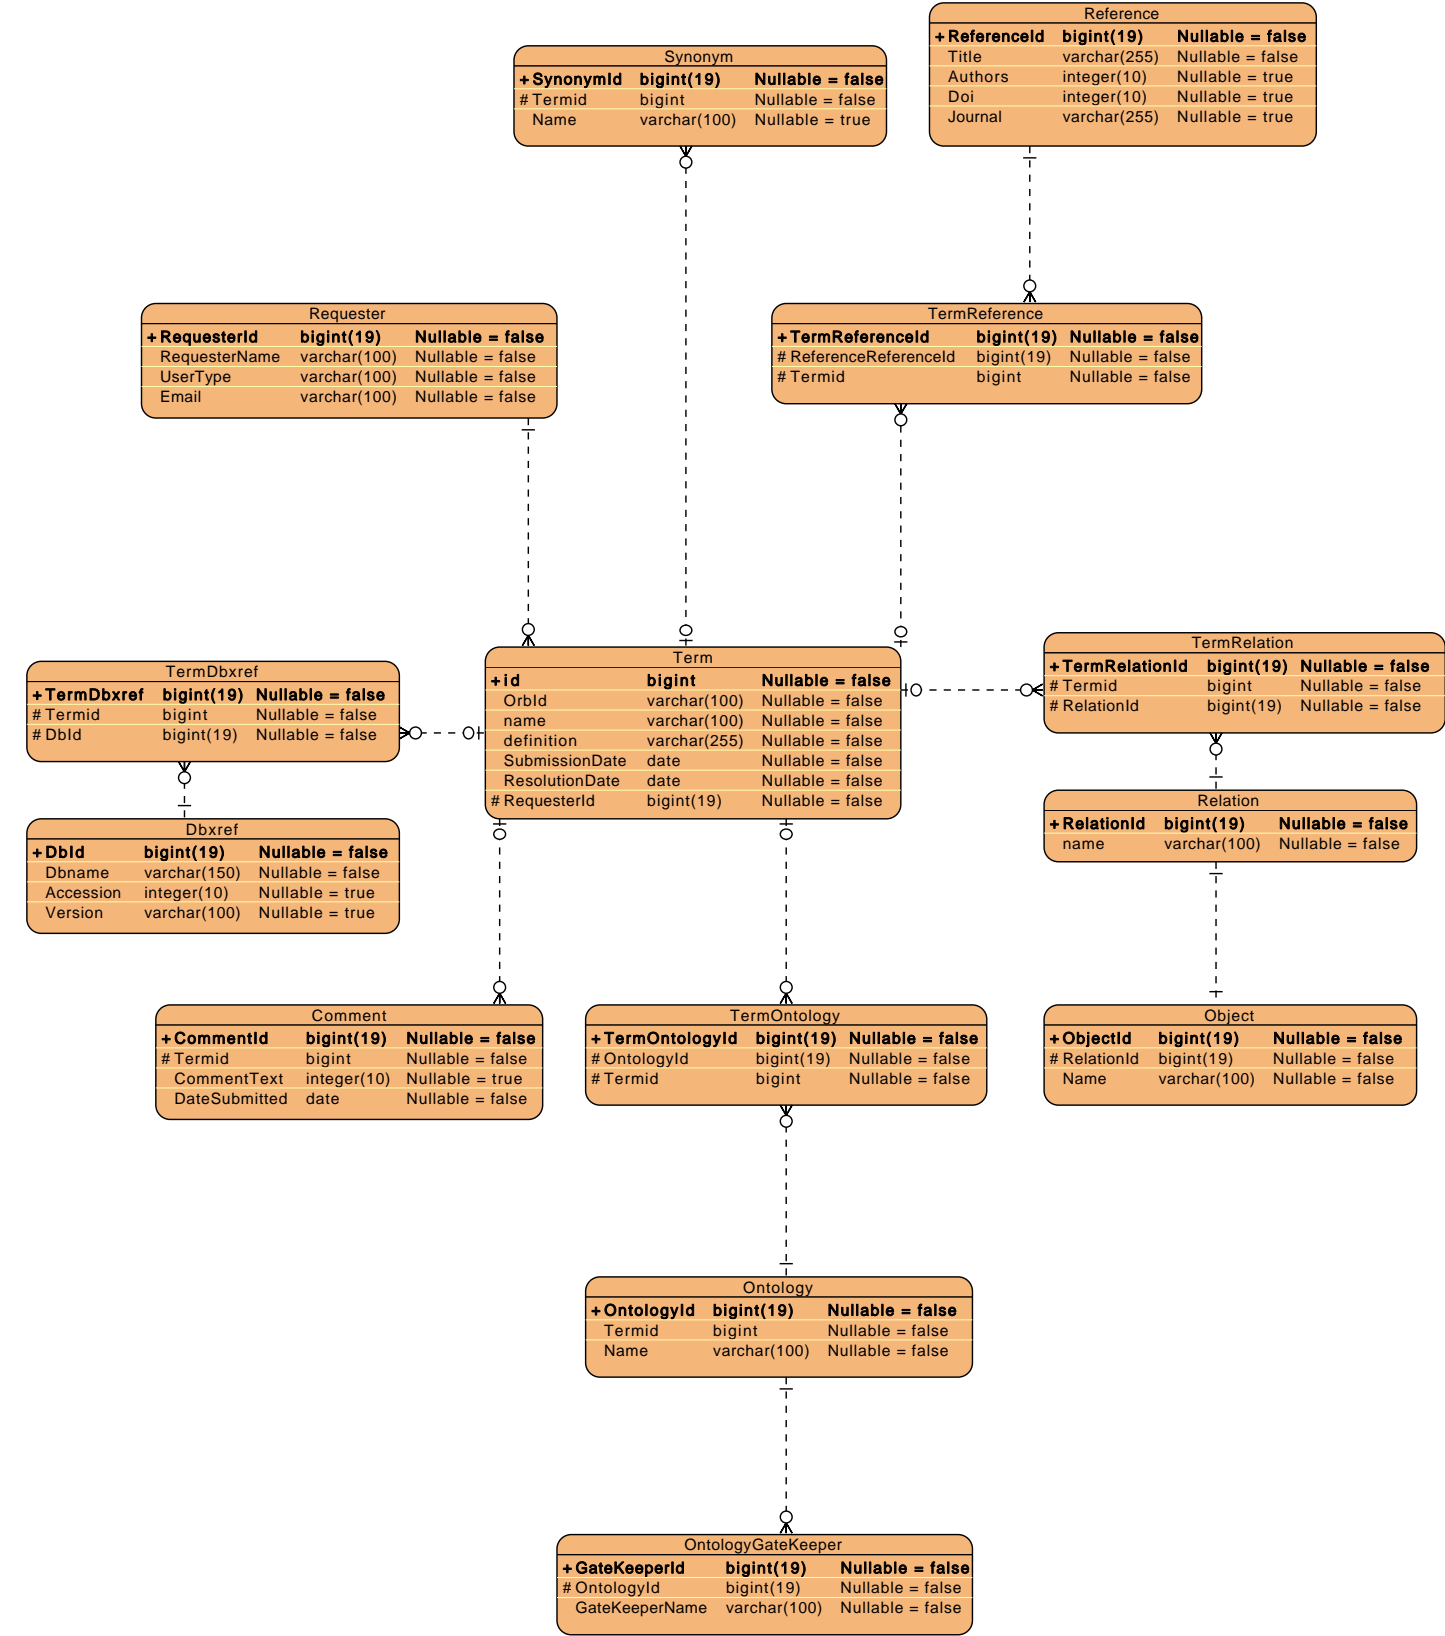 Reference
+ReferenceId bigint(19) Nullable = false
Title varchar(255) Nullable = false
Authors integer(10) Nullable = true
Doi integer(10) Nullable = true
Journal varchar(255) Nullable = true
Synonym
+SynonymId bigint(19) Nullable = false
#Termid bigint Nullable = false
Name varchar(100) Nullable = true
Requester
+RequesterId bigint(19) Nullable = false
RequesterName varchar(100) Nullable = false
UserType varchar(100) Nullable = false
Email varchar(100) Nullable = false
TermReference
+TermReferenceId bigint(19) Nullable = false
#ReferenceReferenceId bigint(19) Nullable = false
#Termid bigint Nullable = false
TermDbxref
+TermDbxref bigint(19) Nullable = false
#Termid bigint Nullable = false
#DbId bigint(19) Nullable = false
Term
+id bigint Nullable = false
OrbId varchar(100) Nullable = false
name varchar(100) Nullable = false
definition varchar(255) Nullable = false
SubmissionDate date Nullable = false
ResolutionDate date Nullable = false
#RequesterId bigint(19) Nullable = false
TermRelation
+TermRelationId bigint(19) Nullable = false
#Termid bigint Nullable = false
#RelationId bigint(19) Nullable = false
Dbxref
+DbId bigint(19) Nullable = false
Dbname varchar(150) Nullable = false
Accession integer(10) Nullable = true
Version varchar(100) Nullable = true
Relation
+RelationId bigint(19) Nullable = false
name varchar(100) Nullable = false
Comment
+CommentId bigint(19) Nullable = false
#Termid bigint Nullable = false
CommentText integer(10) Nullable = true
DateSubmitted date Nullable = false
TermOntology
+TermOntologyId bigint(19) Nullable = false
#OntologyId bigint(19) Nullable = false
#Termid bigint Nullable = false
Object
+ObjectId bigint(19) Nullable = false
#RelationId bigint(19) Nullable = false
Name varchar(100) Nullable = false
Ontology
+OntologyId bigint(19) Nullable = false
Termid bigint Nullable = false
Name varchar(100) Nullable = false
OntologyGateKeeper
+GateKeeperId bigint(19) Nullable = false
#OntologyId bigint(19) Nullable = false
GateKeeperName varchar(100) Nullable = false